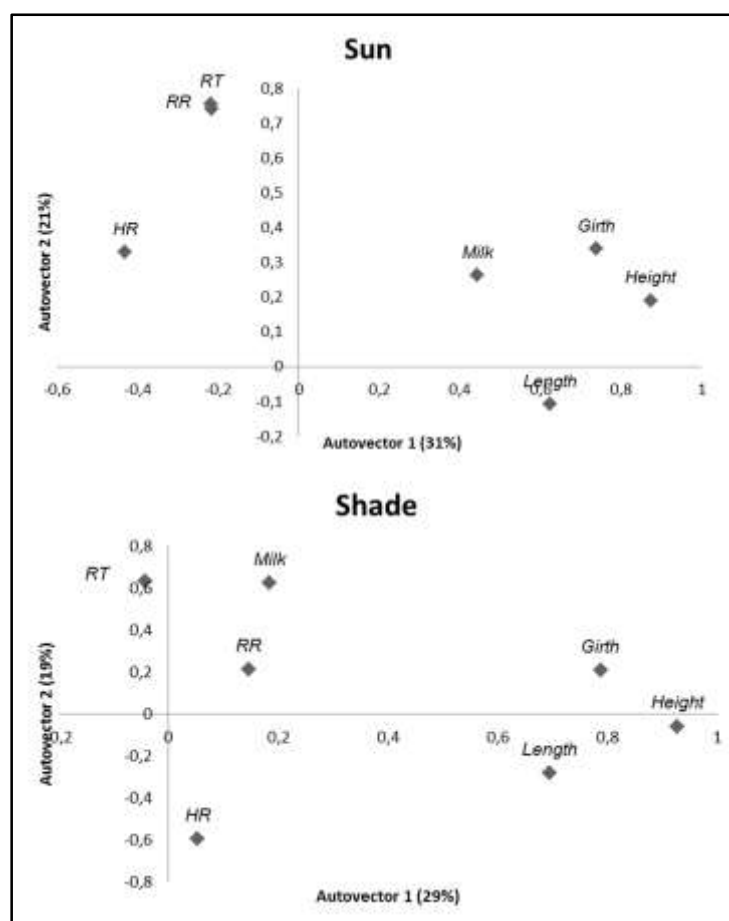 Sun
RT
0,8
RR
0,7
0,6
0,5
0,4
HR
Girth
0,3
Milk
Height
0,2
0,1
0
Length
-0,6
-0,4
-0,2
0
0,2
0,4
0,6
0,8
1
-0,1
-0,2
Autovector 2 (21%)
Autovector 1 (31%)
Shade
0,8
Milk
RT
0,6
0,4
RR
Girth
0,2
Height
0
0,2
0
0,2
0,4
0,6
0,8
1
-0,2
Length
-0,4
HR
-0,6
-0,8
Autovector 2 (19%)
Autovector 1 (29%)